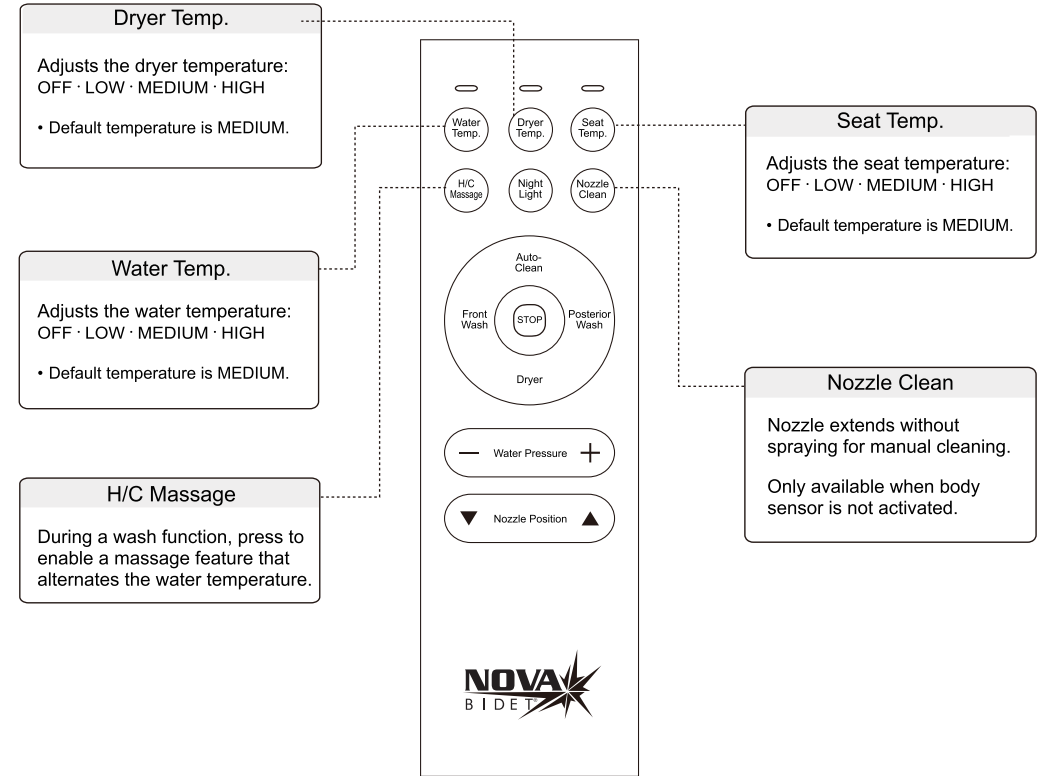 Dryer Temp.
Adjusts the dryer temperature:
OFF · LOW · MEDIUM · HIGH
• Default temperature is MEDIUM.
Water Temp.
Adjusts the water temperature:
OFF · LOW · MEDIUM · HIGH
• Default temperature is MEDIUM.
H/C Massage
During a wash function, press to
enable a massage feature that
alternates the water temperature.
Water
Temp.
Dryer
Temp.
Seat
Temp.
H/C
Massage
Night
Light
Nozzle
Clean
Auto-
Clean
Front
Wash
STOP
Posterior
Wash
Dryer
— Water Pressure +
▼ Nozzle Position ▲
NOVA
BIDET®
Seat Temp.
Adjusts the seat temperature:
OFF · LOW · MEDIUM · HIGH
• Default temperature is MEDIUM.
Nozzle Clean
Nozzle extends without
spraying for manual cleaning.
Only available when body
sensor is not activated.